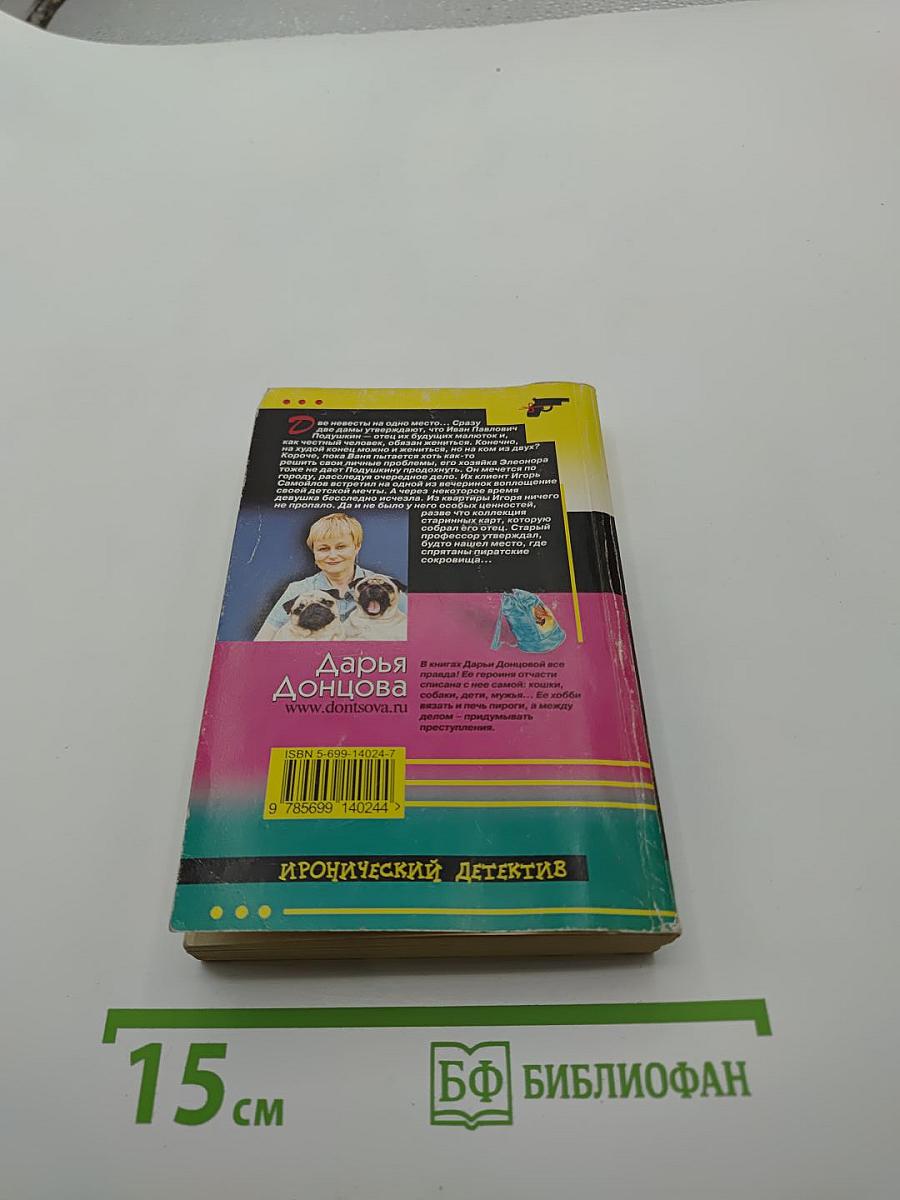 Две невесты на одно место... Сразу
две дамы утверждают, что Иван Павлович
Подушкин — отец их будущих малюток и,
как честный человек, обязан жениться. Конечно,
на худой конец можно и жениться, но на ком из двух?
Короче, пока Ваня пытается хоть как-то
решить свои личные проблемы, его хозяйка Элеонора
тоже не дает Подушкину продохнуть. Он мечется по
городу, расследуя очередное дело. Их клиент Игорь
Самойлов встретил на одной из вечеринок воплощение
своей детской мечты. А через некоторое время
девушка бесследно исчезла. Из квартиры Игоря ничего
не пропало. Да и не было у него особых ценностей,
разве что коллекция
старинных карт, которую
собрал его отец. Старый
профессор утверждал,
будто нашел место, где
спрятаны пиратские
сокровища...
Дарья
Донцова
www.dontsova.ru
В книгах Дарьи Донцовой все
правда! Ее героиня отчасти
списана с нее самой: кошки,
собаки, дети, мужья... Ее хобби
вязать и печь пироги, а между
делом – придумывать
преступления.
ISBN 5-699-14024-7
9 785699 140244 >
ИРОНИЧЕСКИЙ ДЕТЕКТИВ
15 см
БФ БИБЛИОФАН